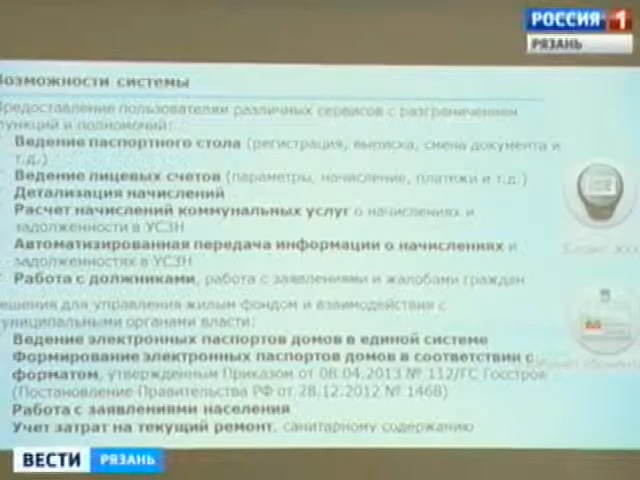 РОССИЯ 1
РЯЗАНЬ
Возможности системы
Предоставление пользователям различных сервисов с разграничением
функций и полномочий:
Ведение паспортного стола (регистрация, выписка, смена документа и
т.д.)
Ведение лицевых счетов (параметры, начисление, платежи и т.д.)
Детализация начислений
Расчет начислений коммунальных услуг о начислениях и
задолженности в УСЗН
Автоматизированная передача информации о начислениях и
задолженностях в УСЗН
Работа с должниками, работа с заявлениями и жалобами граждан
ешения для управления жилым фондом и взаимодействия с
униципальными органами власти:
Ведение электронных паспортов домов в единой системе
Формирование электронных паспортов домов в соответствии с
форматом, утвержденным Приказом от 08.04.2013 № 112/ГС Госстроя
(Постановление Правительства РФ от 28.12.2012 № 1468)
Работа с заявлениями населения
Учет затрат на текущий ремонт, санитарному содержанию
ВЕСТИ РЯЗАНЬ